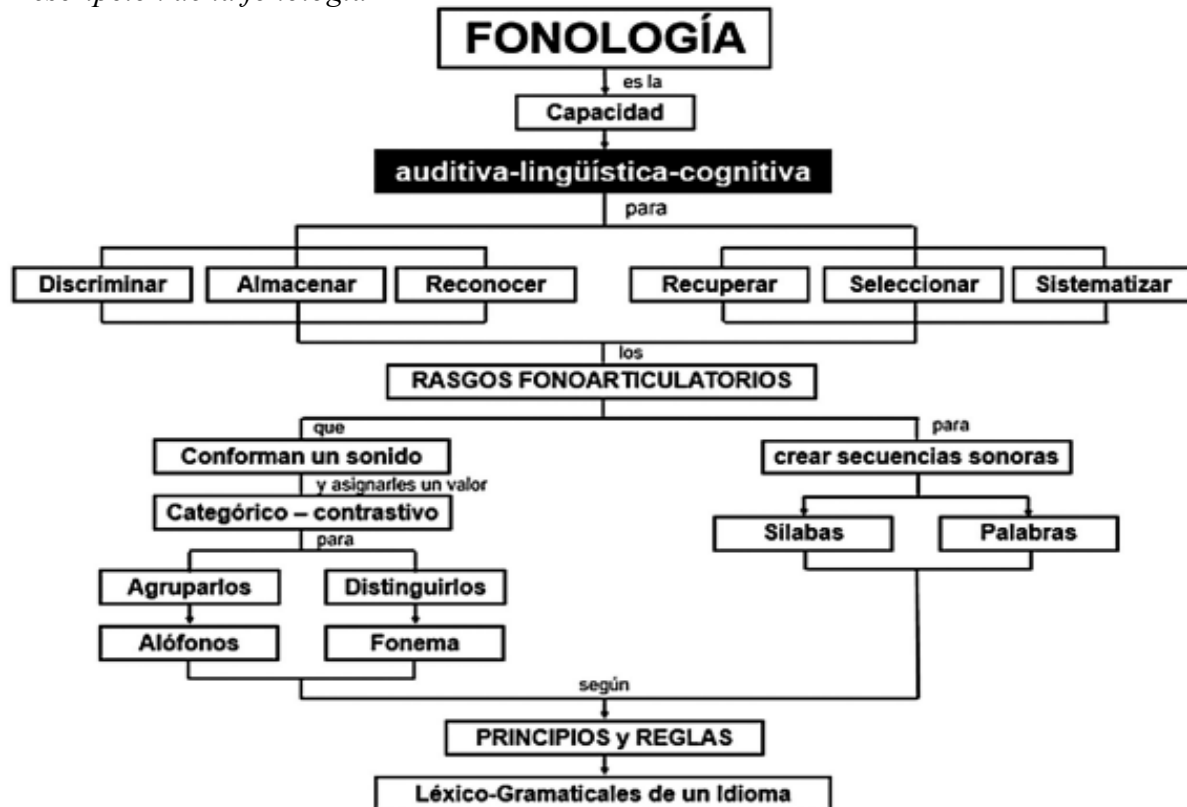 FONOLOGÍA
es la
Capacidad
auditiva-lingüística-cognitiva
para
Discriminar Almacenar Reconocer Recuperar Seleccionar Sistematizar
los
RASGOS FONOARTICULATORIOS
que para
Conforman un sonido crear secuencias sonoras
y asignarles un valor
Categórico – contrastivo
Sílabas Palabras
para
Agruparlos Distinguirlos
Alófonos Fonema
según
PRINCIPIOS y REGLAS
Léxico-Gramaticales de un Idioma